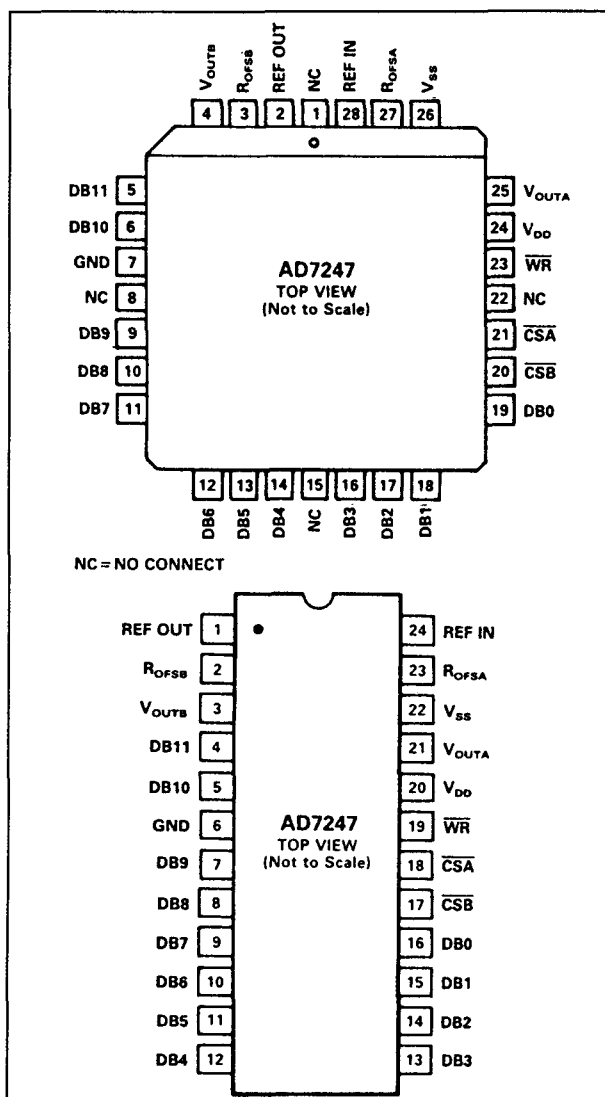 V_OUTB R_OFSB REF OUT NC REF IN R_OFSA V_SS
4 3 2 1 28 27 26
DB11 5
DB10 6
GND 7
NC 8
DB9 9
DB8 10
DB7 11
AD7247
TOP VIEW
(Not to Scale)
25 V_OUTA
24 V_DD
23 W̅R̅
22 NC
21 C̅S̅A̅
20 C̅S̅B̅
19 DB0
12 13 14 15 16 17 18
DB6 DB5 DB4 NC DB3 DB2 DB1
NC = NO CONNECT
REF OUT 1
R_OFSB 2
V_OUTB 3
DB11 4
DB10 5
GND 6
DB9 7
DB8 8
DB7 9
DB6 10
DB5 11
DB4 12
AD7247
TOP VIEW
(Not to Scale)
24 REF IN
23 R_OFSA
22 V_SS
21 V_OUTA
20 V_DD
19 W̅R̅
18 C̅S̅A̅
17 C̅S̅B̅
16 DB0
15 DB1
14 DB2
13 DB3